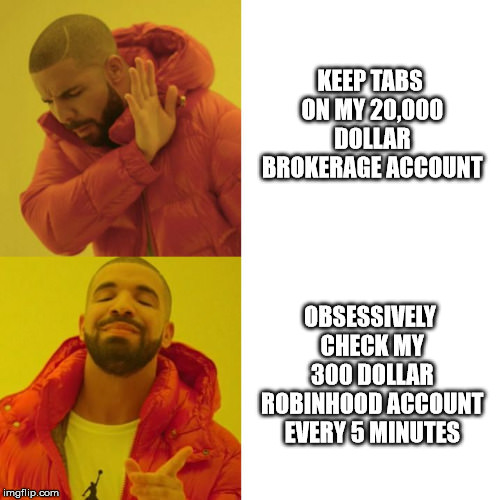 KEEP TABS
ON MY 20,000
DOLLAR
BROKERAGE ACCOUNT
OBSESSIVELY
CHECK MY
300 DOLLAR
ROBINHOOD ACCOUNT
EVERY 5 MINUTES
imgflip.com